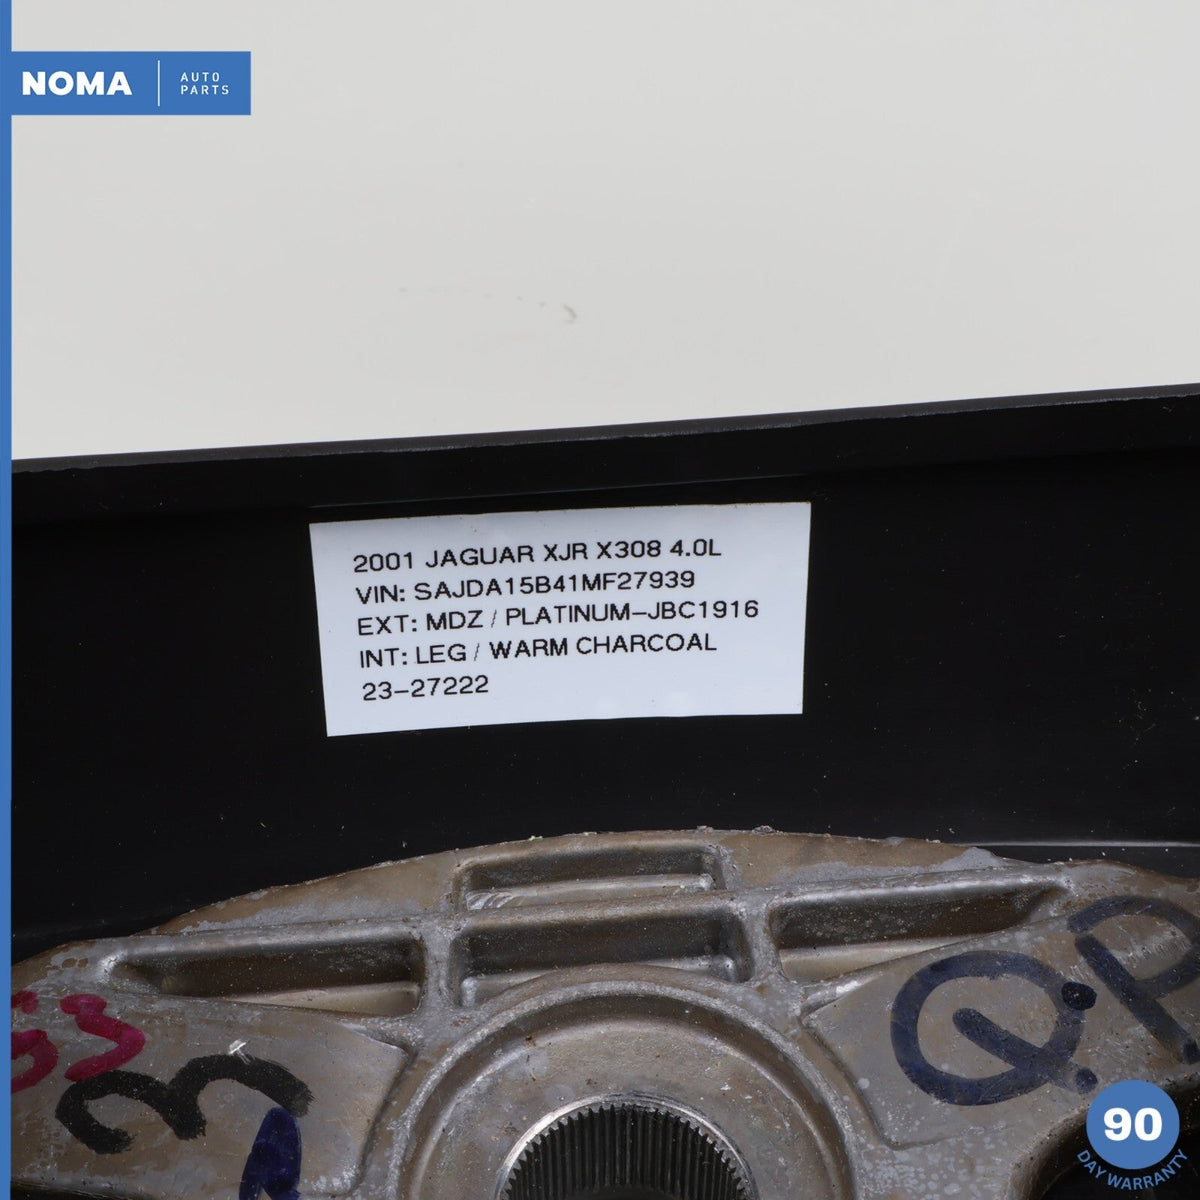 NOMA AUTO PARTS
2001 JAGUAR XJR X308 4.0L
VIN: SAJDA15B41MF27939
EXT: MDZ / PLATINUM-JBC1916
INT: LEG / WARM CHARCOAL
23-27222
3
Q.P.
90
DAY WARRANTY